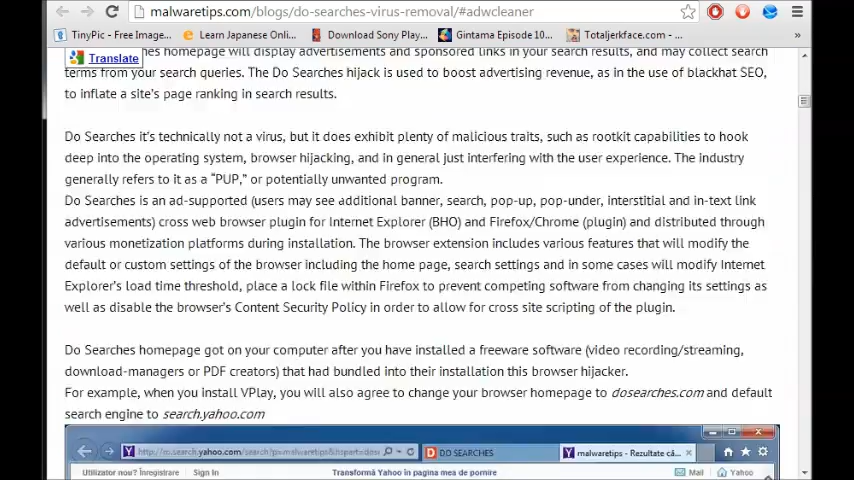 malwaretips.com/blogs/do-searches-virus-removal/#adwcleaner
TinyPic - Free Image... Learn Japanese Onli... Download Sony Play... Gintama Episode 10... Totaljerkface.com - ...
hes homepage will display advertisements and sponsored links in your search results, and may collect search
Translate
terms from your search queries. The Do Searches hijack is used to boost advertising revenue, as in the use of blackhat SEO,
to inflate a site's page ranking in search results.
Do Searches it's technically not a virus, but it does exhibit plenty of malicious traits, such as rootkit capabilities to hook
deep into the operating system, browser hijacking, and in general just interfering with the user experience. The industry
generally refers to it as a “PUP,” or potentially unwanted program.
Do Searches is an ad-supported (users may see additional banner, search, pop-up, pop-under, interstitial and in-text link
advertisements) cross web browser plugin for Internet Explorer (BHO) and Firefox/Chrome (plugin) and distributed through
various monetization platforms during installation. The browser extension includes various features that will modify the
default or custom settings of the browser including the home page, search settings and in some cases will modify Internet
Explorer's load time threshold, place a lock file within Firefox to prevent competing software from changing its settings as
well as disable the browser's Content Security Policy in order to allow for cross site scripting of the plugin.
Do Searches homepage got on your computer after you have installed a freeware software (video recording/streaming,
download-managers or PDF creators) that had bundled into their installation this browser hijacker.
For example, when you install VPlay, you will also agree to change your browser homepage to dosearches.com and default
search engine to search.yahoo.com
DO SEARCHES malwaretips - Rezultate că...
Utilizator nou? Înregistrare Sign In Transformă Yahoo în pagina mea de pornire Mail Yahoo